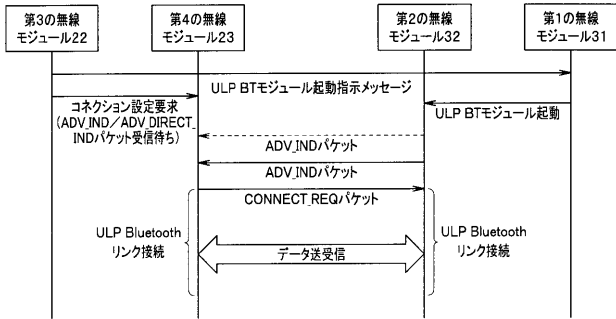 第3の無線
モジュール22
第4の無線
モジュール23
第2の無線
モジュール32
第1の無線
モジュール31
ULP BTモジュール起動指示メッセージ
コネクション設定要求
(ADV_IND/ADV_DIRECT_
INDパケット受信待ち)
ULP BTモジュール起動
ADV_INDパケット
ADV_INDパケット
CONNECT_REQパケット
ULP Bluetooth
リンク接続
データ送受信
ULP Bluetooth
リンク接続